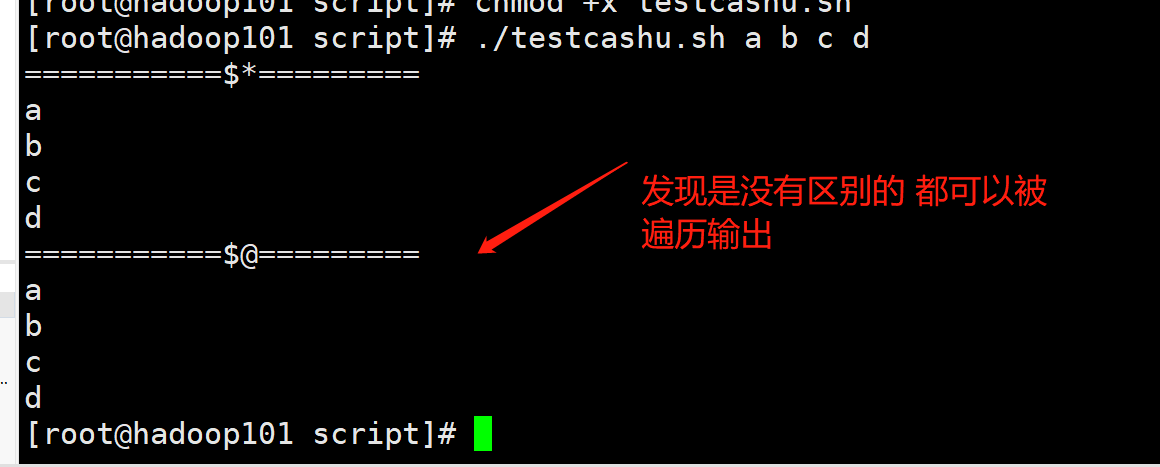 [root@hadoop101 script]# chmod +x testcashu.sh
[root@hadoop101 script]# ./testcashu.sh a b c d
===========$*=========
a
b
c
d
===========$@=========
a
b
c
d
[root@hadoop101 script]#
发现是没有区别的 都可以被
遍历输出